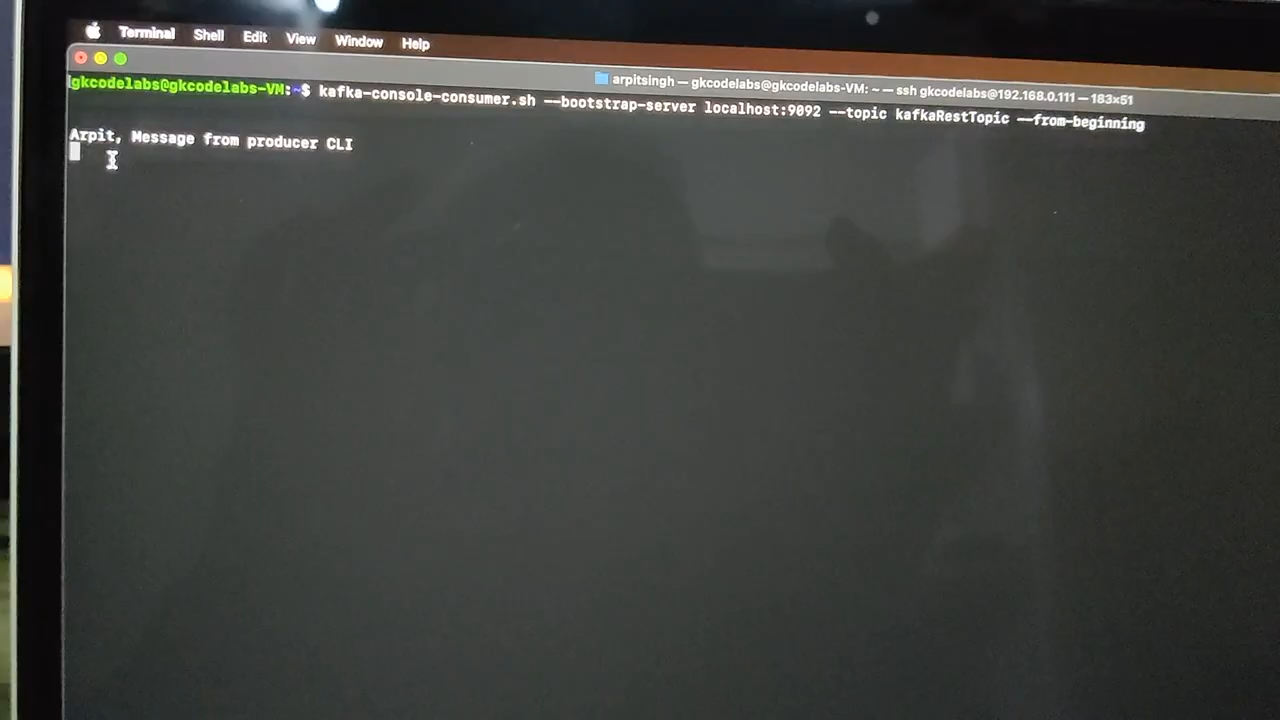 Terminal Shell Edit View Window Help
arpitsingh — gkcodelabs@gkcodelabs-VM: ~ — ssh gkcodelabs@192.168.0.111 — 183×51
gkcodelabs@gkcodelabs-VM:~$ kafka-console-consumer.sh --bootstrap-server localhost:9092 --topic kafkaRestTopic --from-beginning
Arpit, Message from producer CLI